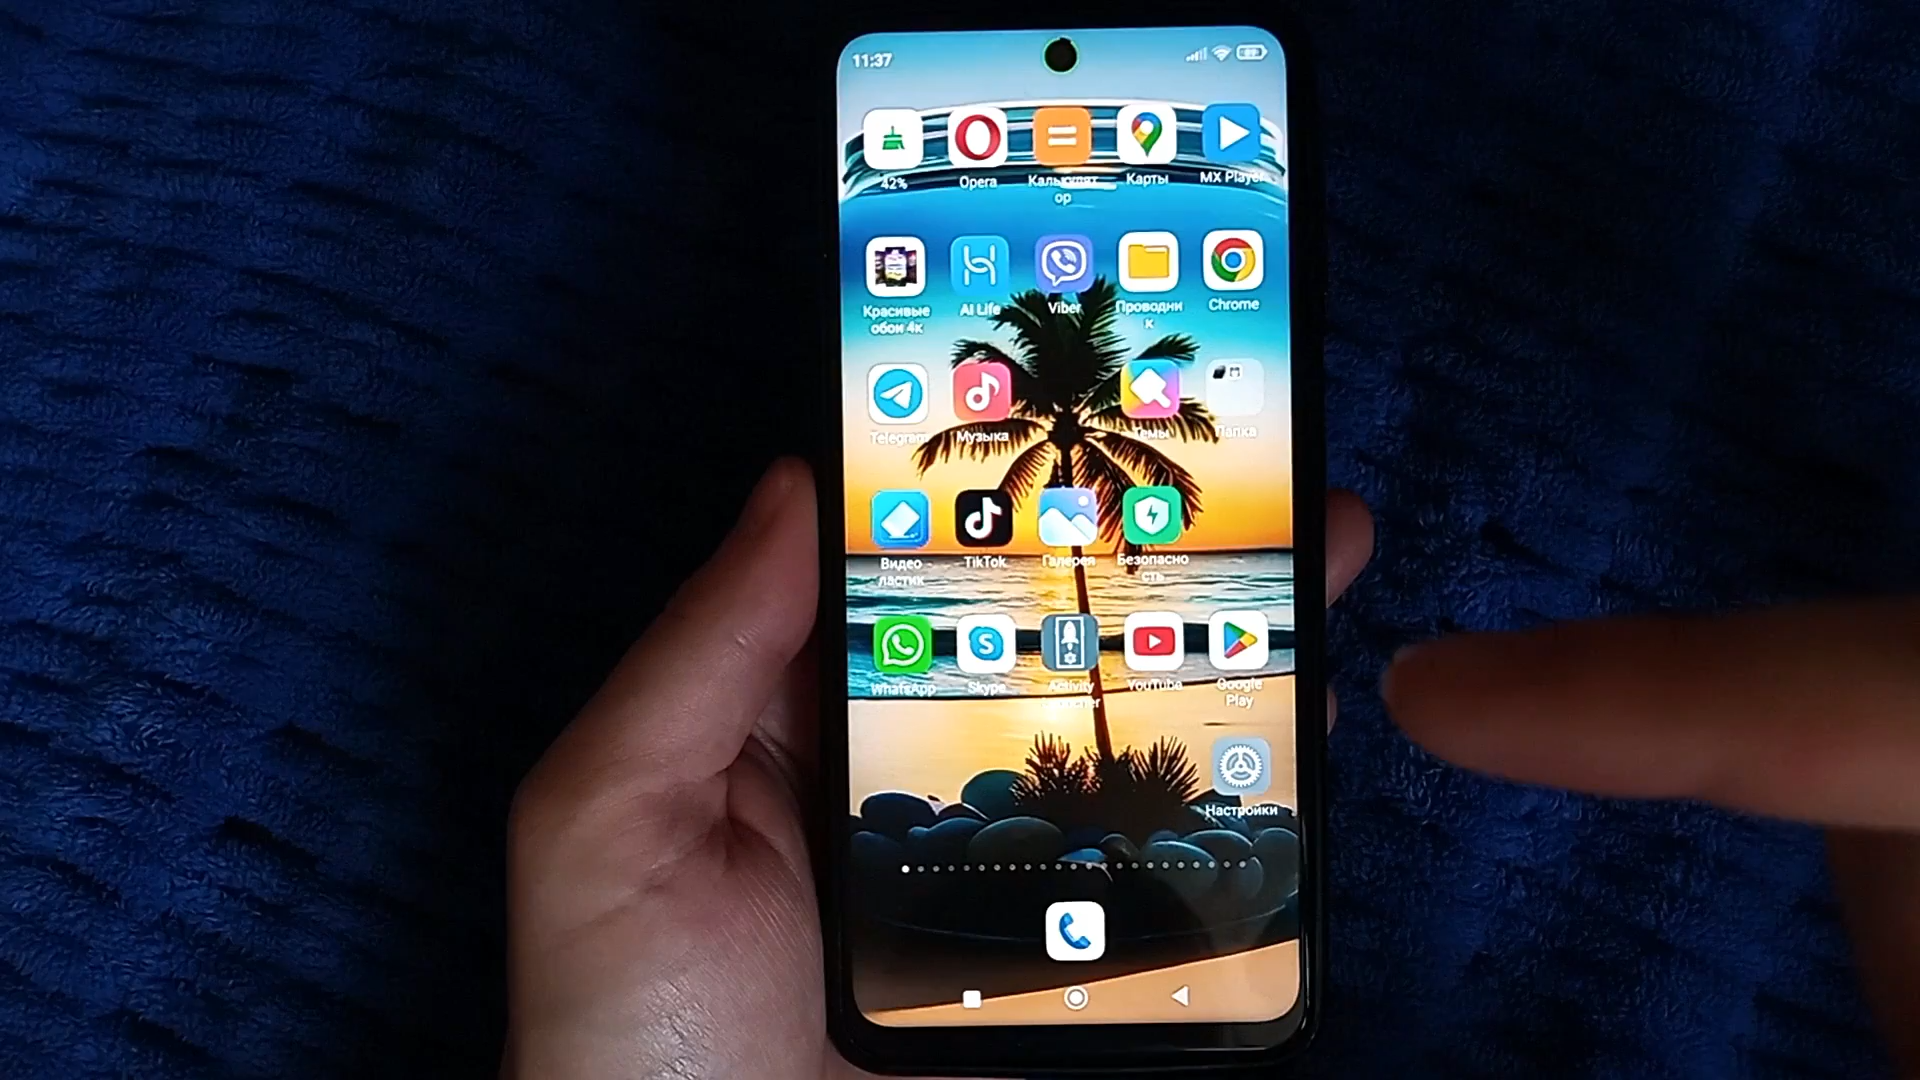 11:37
42%
Opera
Калькулят
ор
Карты
MX Player
Красивые
обои 4к
AI Life
Viber
Проводни
к
Chrome
Telegram
Музыка
Темы
Папка
Видео
ластик
TikTok
Галерея
Безопасно
сть
WhatsApp
Skype
Activity
YouTube
Google
Play
Настройки